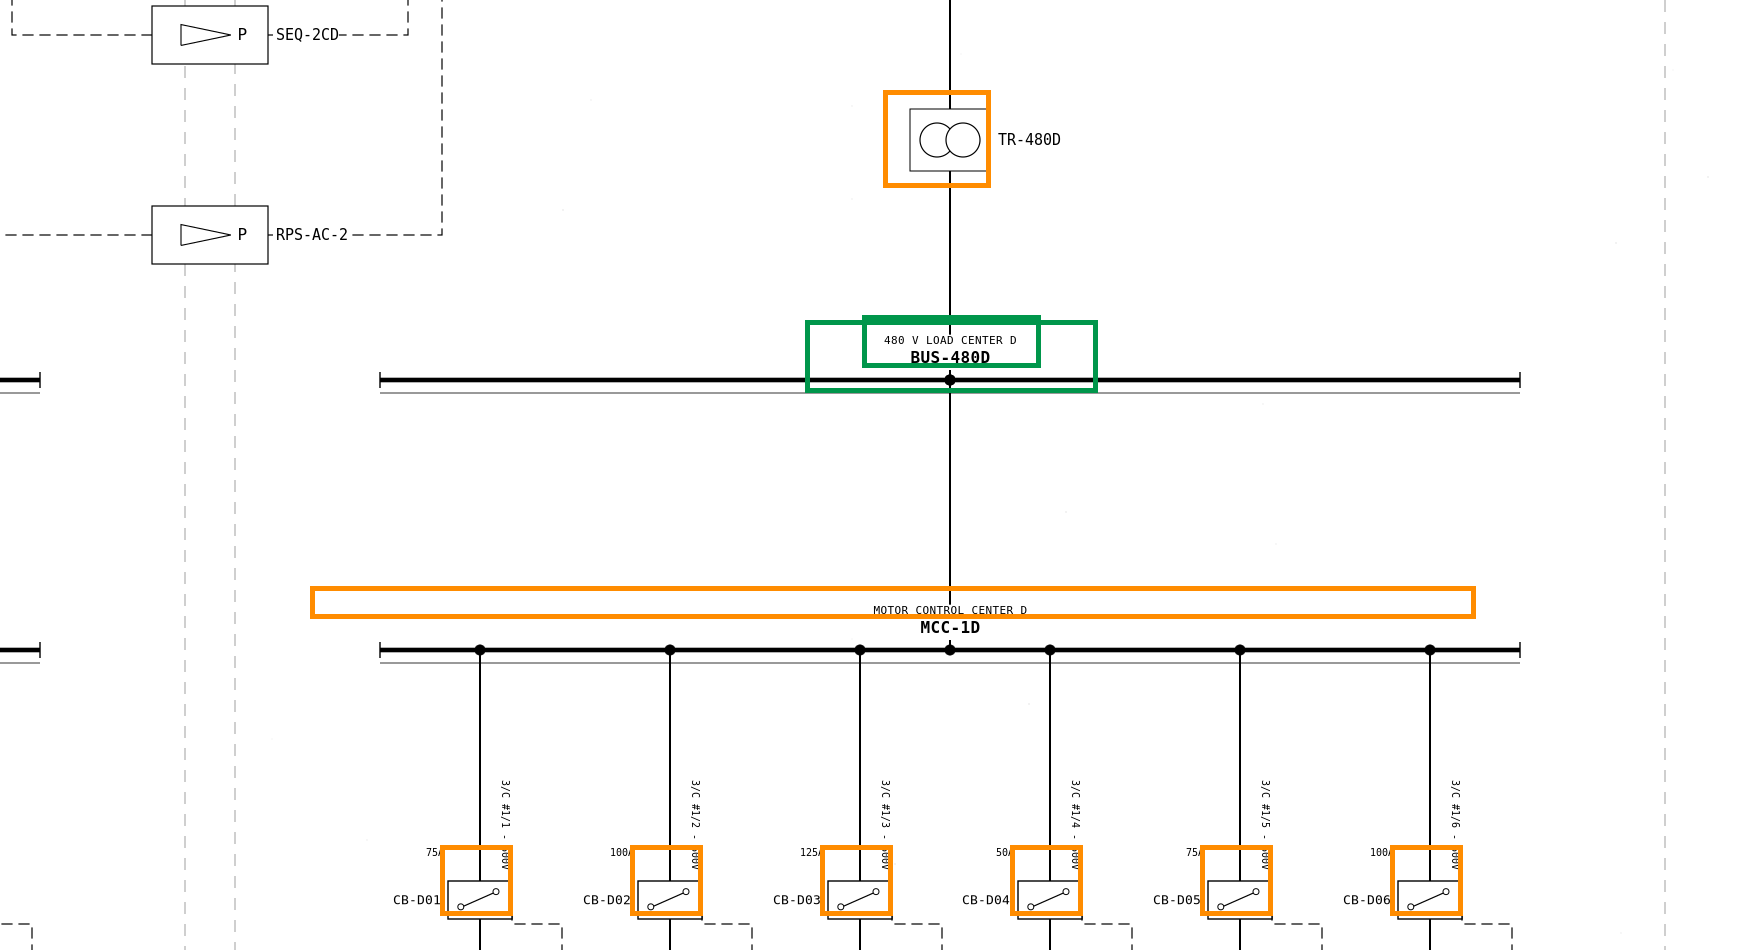 P SEQ-2CD
TR-480D
P RPS-AC-2
480 V LOAD CENTER D
BUS-480D
MOTOR CONTROL CENTER D
MCC-1D
3/C #1/1 -
3/C #1/2 -
3/C #1/3 -
3/C #1/4 -
3/C #1/5 -
3/C #1/6 -
75A
100A
125A
50A
75A
100A
CB-D01
CB-D02
CB-D03
CB-D04
CB-D05
CB-D06